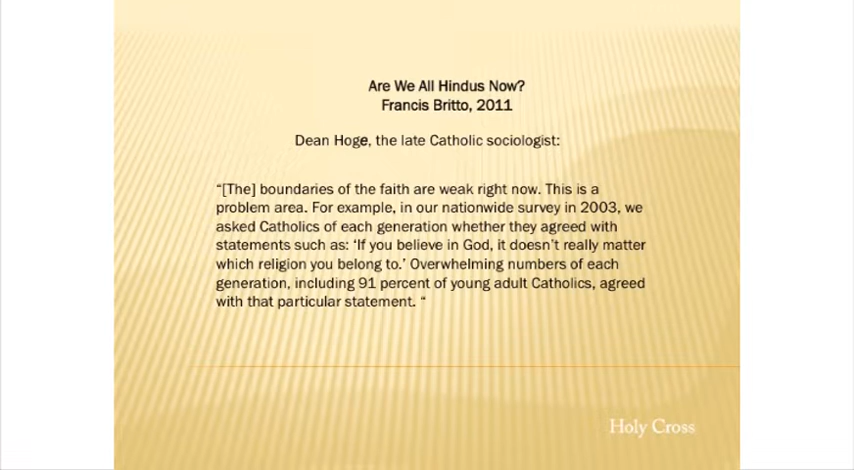 Are We All Hindus Now?
Francis Britto, 2011
Dean Hoge, the late Catholic sociologist:
“[The] boundaries of the faith are weak right now. This is a
problem area. For example, in our nationwide survey in 2003, we
asked Catholics of each generation whether they agreed with
statements such as: ‘If you believe in God, it doesn’t really matter
which religion you belong to.’ Overwhelming numbers of each
generation, including 91 percent of young adult Catholics, agreed
with that particular statement. “
Holy Cross